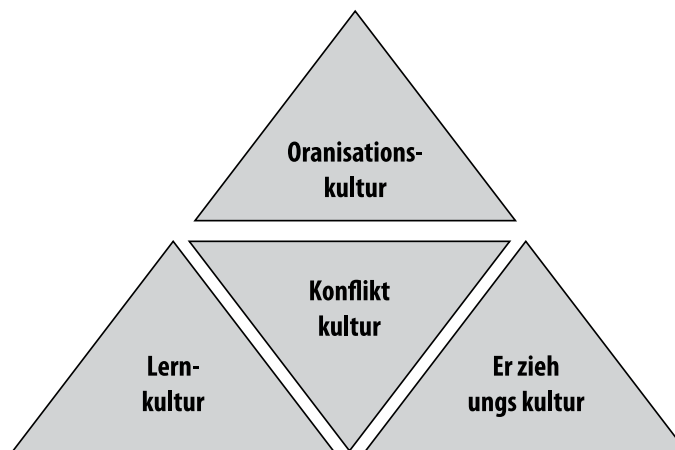 Oranisations-
kultur
Konflikt
kultur
Lern-
kultur
Er zieh
ungs kultur